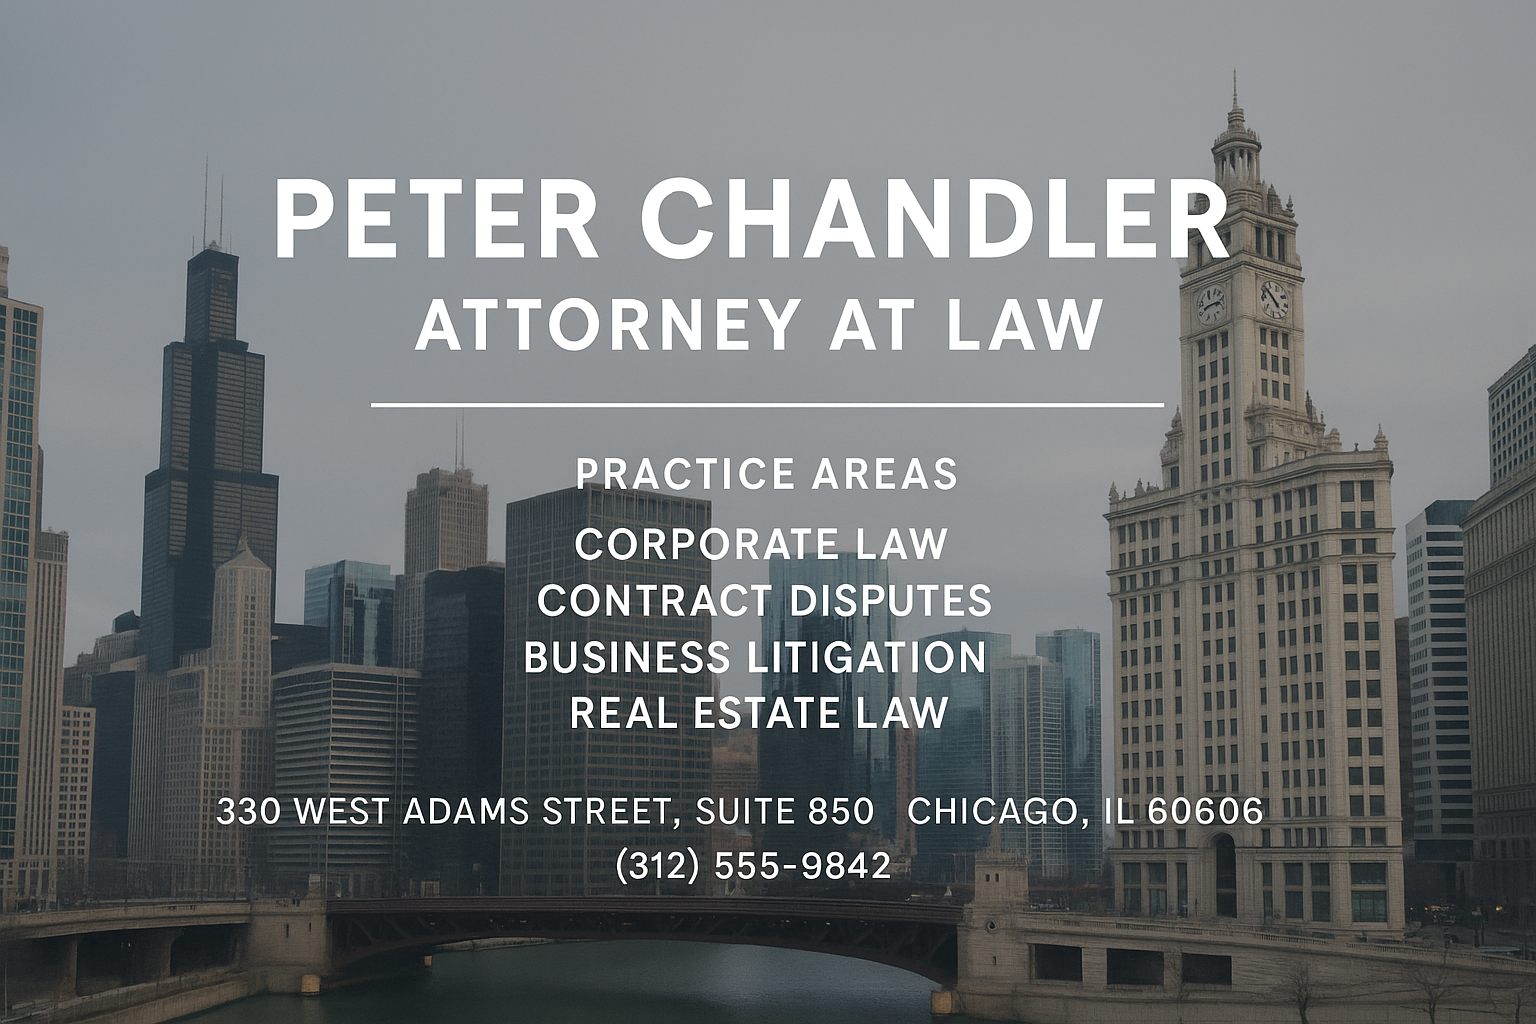 PETER CHANDLER
ATTORNEY AT LAW
PRACTICE AREAS
CORPORATE LAW
CONTRACT DISPUTES
BUSINESS LITIGATION
REAL ESTATE LAW
330 WEST ADAMS STREET, SUITE 850 CHICAGO, IL 60606
(312) 555-9842